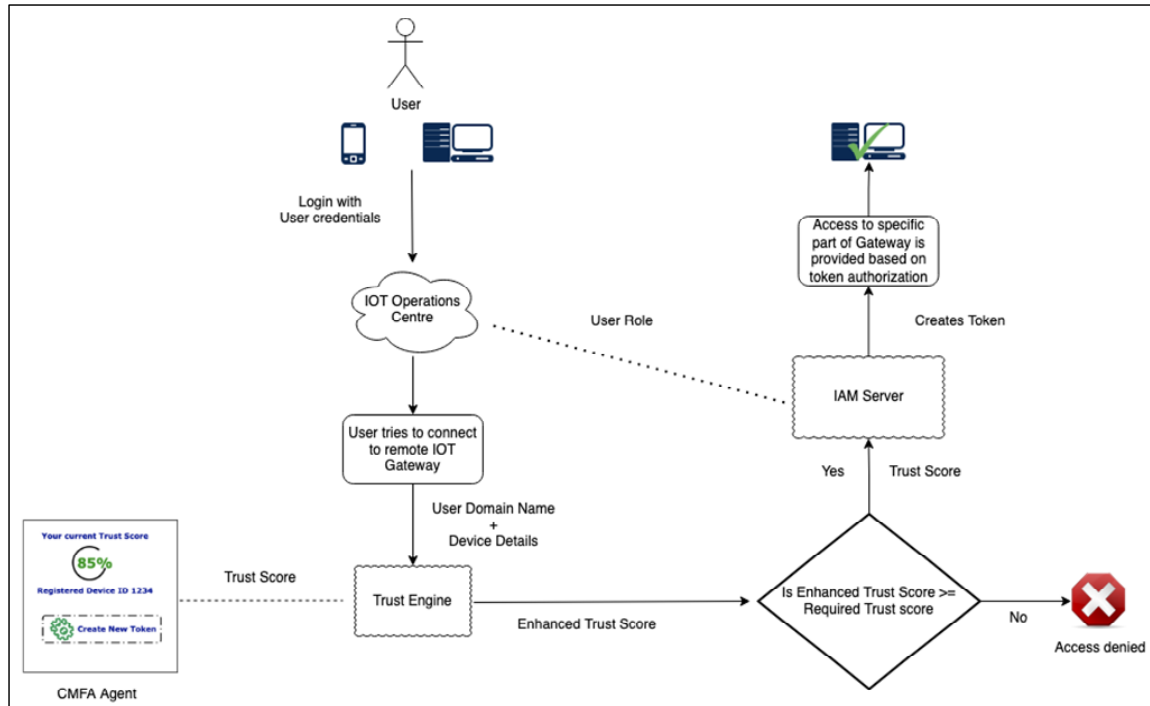 User
Login with
User credentials
IOT Operations
Centre
User Role
User tries to connect
to remote IOT
Gateway
User Domain Name
+
Device Details
Your current Trust Score
85%
Registered Device ID 1234
Create New Token
CMFA Agent
Trust Score
Trust Engine
Enhanced Trust Score
Is Enhanced Trust Score >=
Required Trust score
No
Access denied
Yes
Trust Score
IAM Server
Creates Token
Access to specific
part of Gateway is
provided based on
token authorization